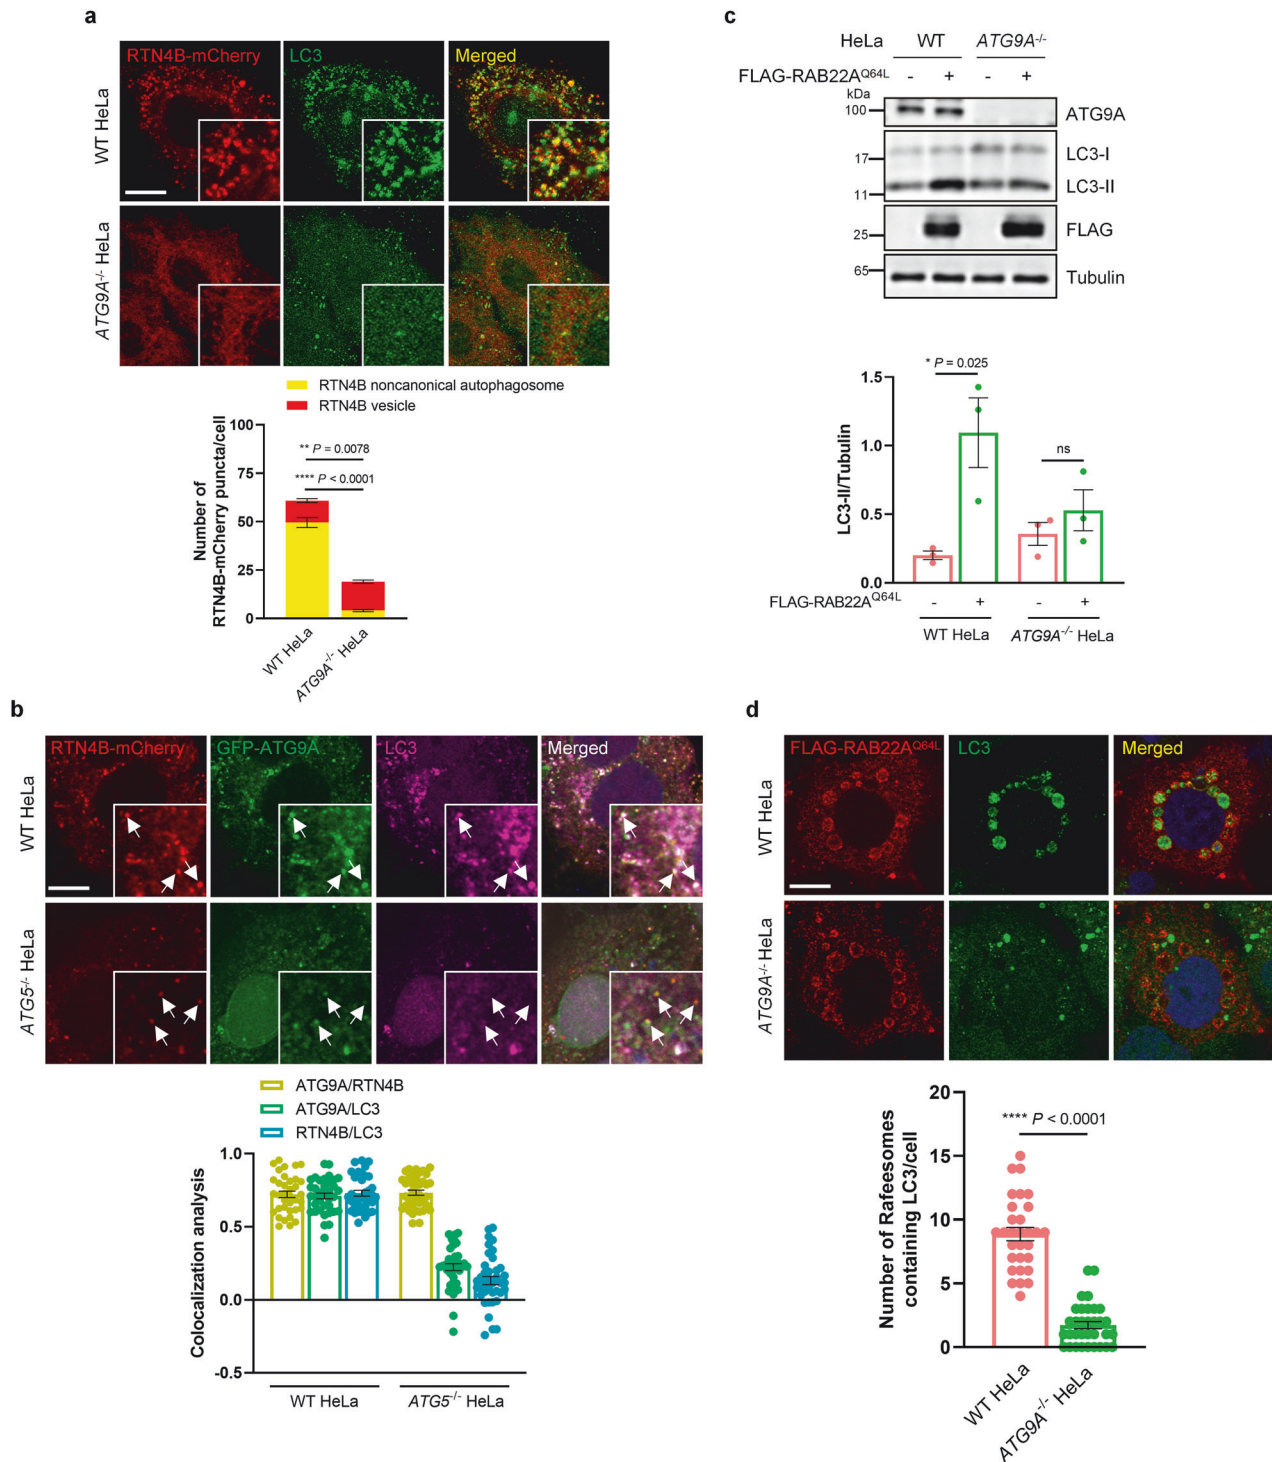 a
RTN4B-mCherry LC3 Merged
WT HeLa
ATG9A-/- HeLa
RTN4B noncanonical autophagosome
RTN4B vesicle
Number of
RTN4B-mCherry puncta/cell
100
75
50
25
0
** P = 0.0078
**** P < 0.0001
WT HeLa
ATG9A-/- HeLa
b
RTN4B-mCherry GFP-ATG9A LC3 Merged
WT HeLa
ATG5-/- HeLa
ATG9A/RTN4B
ATG9A/LC3
RTN4B/LC3
Colocalization analysis
1.0
0.5
0.0
-0.5
WT HeLa ATG5-/- HeLa
c
HeLa WT ATG9A-/-
FLAG-RAB22AQ64L - + - +
kDa
100 ATG9A
LC3-I
17
LC3-II
11
25 FLAG
65 Tubulin
LC3-II/Tubulin
1.5
1.0
0.5
0.0
* P = 0.025
ns
FLAG-RAB22AQ64L - + - +
WT HeLa ATG9A-/- HeLa
d
FLAG-RAB22AQ64L LC3 Merged
WT HeLa
ATG9A-/- HeLa
Number of Rafeesomes
containing LC3/cell
20
15
10
5
0
**** P < 0.0001
WT HeLa
ATG9A-/- HeLa